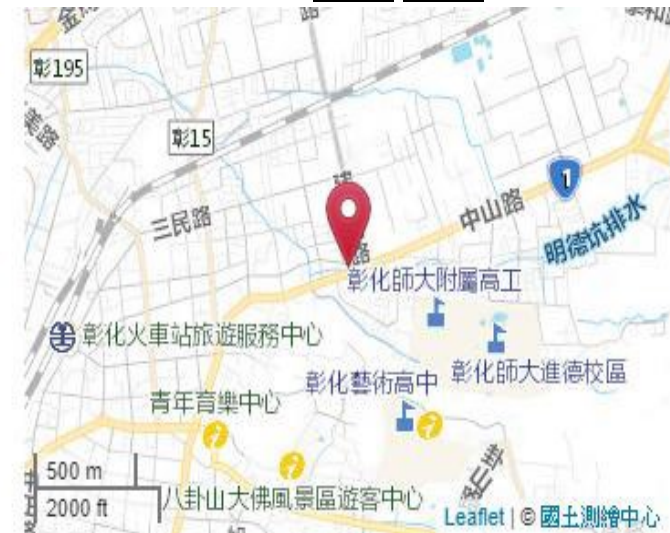 彰195
彰15
三民路
中山路
1
明德坑排水
路
彰化師大附屬高工
彰化火車站旅遊服務中心
彰化師大進德校區
彰化藝術高中
青年育樂中心
500 m
2000 ft
八卦山大佛風景區遊客中心
Leaflet | © 國土測繪中心